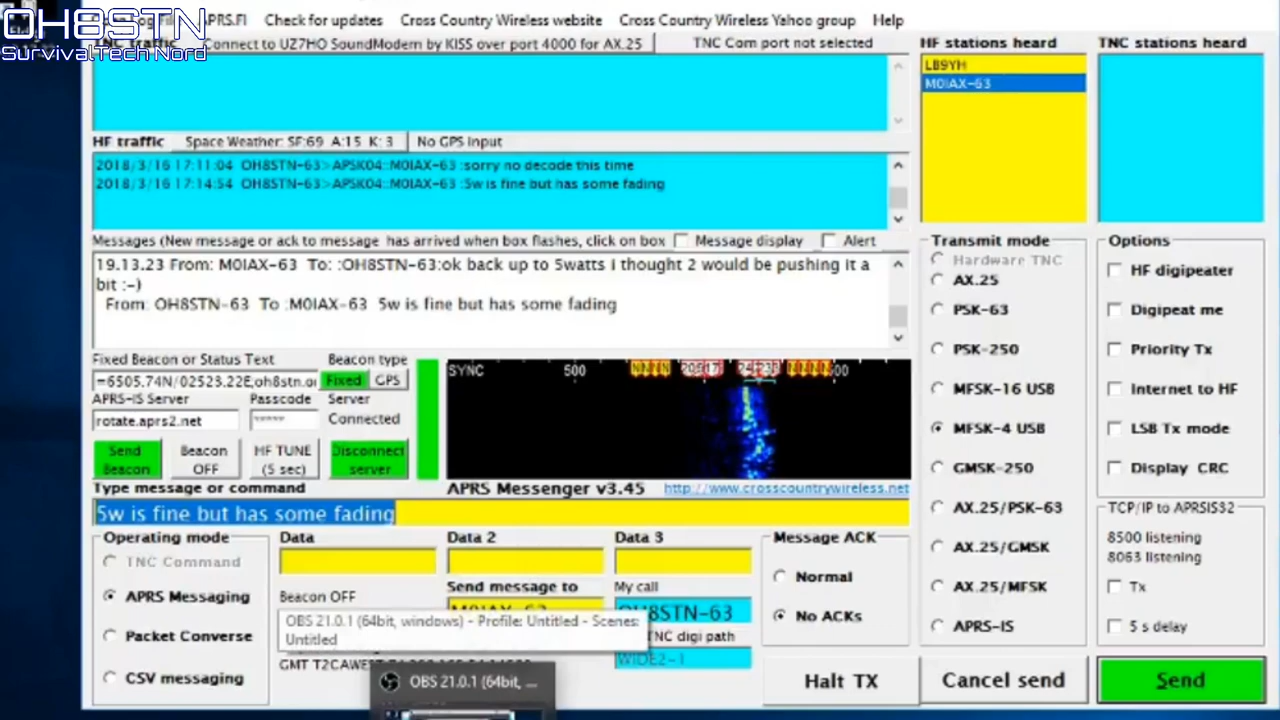 OH8STN
SurvivalTech Nord
APRS.FI Check for updates Cross Country Wireless website Cross Country Wireless Yahoo group Help
TNC traffic Connect to UZ7HO SoundModem by KISS over port 4000 for AX.25 TNC Com port not selected HF stations heard TNC stations heard
LB9YH
M0IAX-63
HF traffic Space Weather: SF:69 A:15 K: 3 No GPS Input
2018/3/16 17:11:04 OH8STN-63>APSK04::M0IAX-63 :sorry no decode this time
2018/3/16 17:14:54 OH8STN-63>APSK04::M0IAX-63 :5w is fine but has some fading
Messages (New message or ack to message has arrived when box flashes, click on box Message display Alert
19.13.23 From: M0IAX-63 To: :OH8STN-63:ok back up to 5watts I thought 2 would be pushing it a
bit :-)
From: OH8STN-63 To :M0IAX-63 5w is fine but has some fading
Transmit mode
Hardware TNC
AX.25
PSK-63
PSK-250
MFSK-16 USB
MFSK-4 USB
GMSK-250
AX.25/PSK-63
AX.25/GMSK
AX.25/MFSK
APRS-IS
Options
HF digipeater
Digipeat me
Priority Tx
Internet to HF
LSB Tx mode
Display CRC
TCP/IP to APRSIS32
8500 listening
8063 listening
Tx
5 s delay
Fixed Beacon or Status Text Beacon type
=6505.74N/02523.22E,oh8stn.or Fixed GPS
APRS-IS Server Passcode Server
rotate.aprs2.net ***** Connected
Send Beacon Beacon OFF HF TUNE (5 sec) Disconnect server
SYNC 500
Type message or command APRS Messenger v3.45 http://www.crosscountrywireless.net
5w is fine but has some fading
Operating mode
TNC Command
APRS Messaging
Packet Converse
CSV messaging
Data Data 2 Data 3
Send message to My call
Beacon OFF M0IAX-63 OH8STN-63
TNC digi path
WIDE2-1
OBS 21.0.1 (64bit, windows) - Profile: Untitled - Scenes:
Untitled
GMT T2CAWEST
OBS 21.0.1 (64bit, ...
Message ACK
Normal
No ACKs
Halt TX Cancel send Send